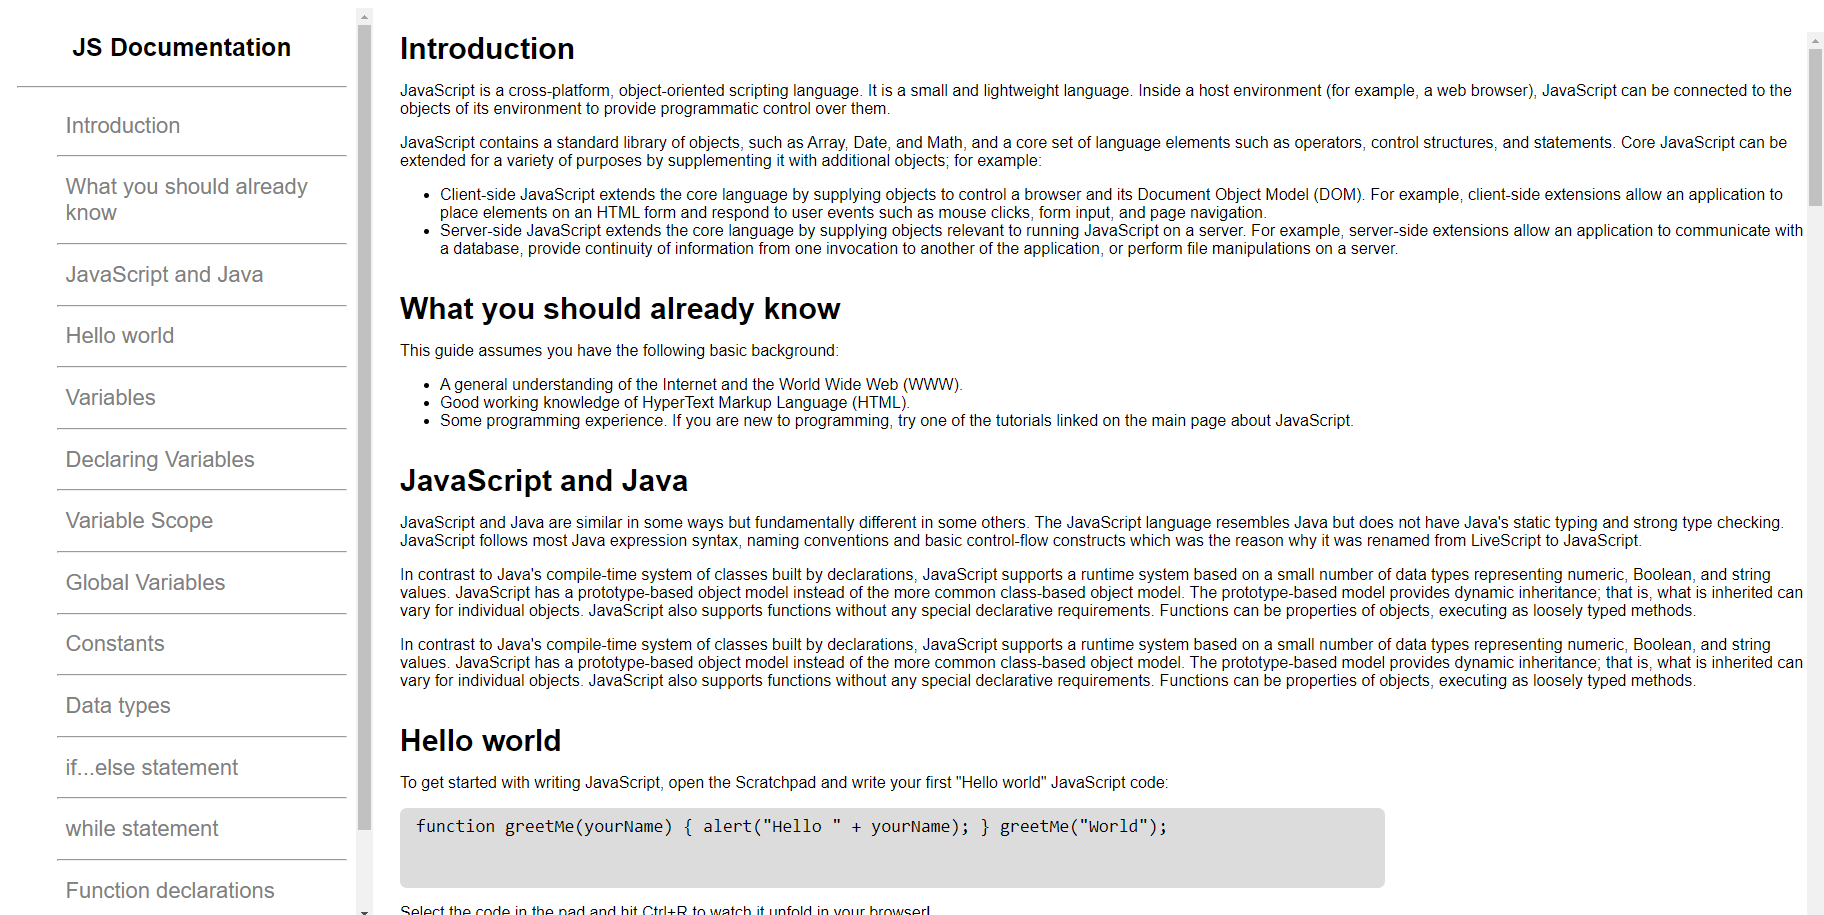 JS Documentation
Introduction
What you should already
know
JavaScript and Java
Hello world
Variables
Declaring Variables
Variable Scope
Global Variables
Constants
Data types
if...else statement
while statement
Function declarations
Introduction
JavaScript is a cross-platform, object-oriented scripting language. It is a small and lightweight language. Inside a host environment (for example, a web browser), JavaScript can be connected to the
objects of its environment to provide programmatic control over them.
JavaScript contains a standard library of objects, such as Array, Date, and Math, and a core set of language elements such as operators, control structures, and statements. Core JavaScript can be
extended for a variety of purposes by supplementing it with additional objects; for example:
• Client-side JavaScript extends the core language by supplying objects to control a browser and its Document Object Model (DOM). For example, client-side extensions allow an application to
place elements on an HTML form and respond to user events such as mouse clicks, form input, and page navigation.
• Server-side JavaScript extends the core language by supplying objects relevant to running JavaScript on a server. For example, server-side extensions allow an application to communicate with
a database, provide continuity of information from one invocation to another of the application, or perform file manipulations on a server.
What you should already know
This guide assumes you have the following basic background:
• A general understanding of the Internet and the World Wide Web (WWW).
• Good working knowledge of HyperText Markup Language (HTML).
• Some programming experience. If you are new to programming, try one of the tutorials linked on the main page about JavaScript.
JavaScript and Java
JavaScript and Java are similar in some ways but fundamentally different in some others. The JavaScript language resembles Java but does not have Java's static typing and strong type checking.
JavaScript follows most Java expression syntax, naming conventions and basic control-flow constructs which was the reason why it was renamed from LiveScript to JavaScript.
In contrast to Java's compile-time system of classes built by declarations, JavaScript supports a runtime system based on a small number of data types representing numeric, Boolean, and string
values. JavaScript has a prototype-based object model instead of the more common class-based object model. The prototype-based model provides dynamic inheritance; that is, what is inherited can
vary for individual objects. JavaScript also supports functions without any special declarative requirements. Functions can be properties of objects, executing as loosely typed methods.
In contrast to Java's compile-time system of classes built by declarations, JavaScript supports a runtime system based on a small number of data types representing numeric, Boolean, and string
values. JavaScript has a prototype-based object model instead of the more common class-based object model. The prototype-based model provides dynamic inheritance; that is, what is inherited can
vary for individual objects. JavaScript also supports functions without any special declarative requirements. Functions can be properties of objects, executing as loosely typed methods.
Hello world
To get started with writing JavaScript, open the Scratchpad and write your first "Hello world" JavaScript code:
function greetMe(yourName) { alert("Hello " + yourName); } greetMe("World");
Select the code in the pad and hit Ctrl+R to watch it unfold in your browser!